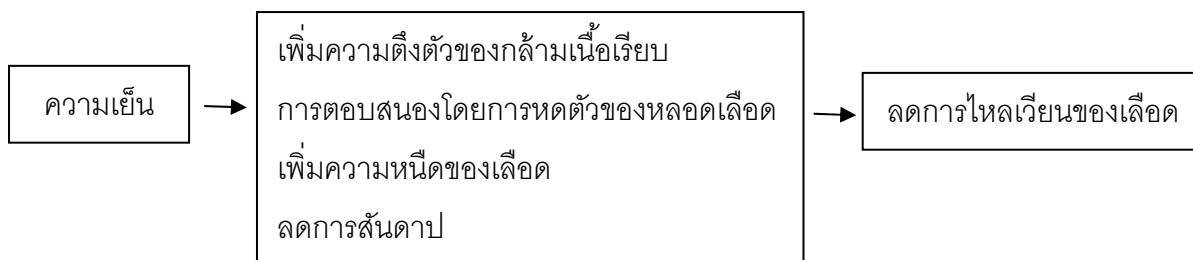 ความเย็น
เพิ่มความตึงตัวของกล้ามเนื้อเรียบ
การตอบสนองโดยการหดตัวของหลอดเลือด
เพิ่มความหนืดของเลือด
ลดการสันดาป
ลดการไหลเวียนของเลือด